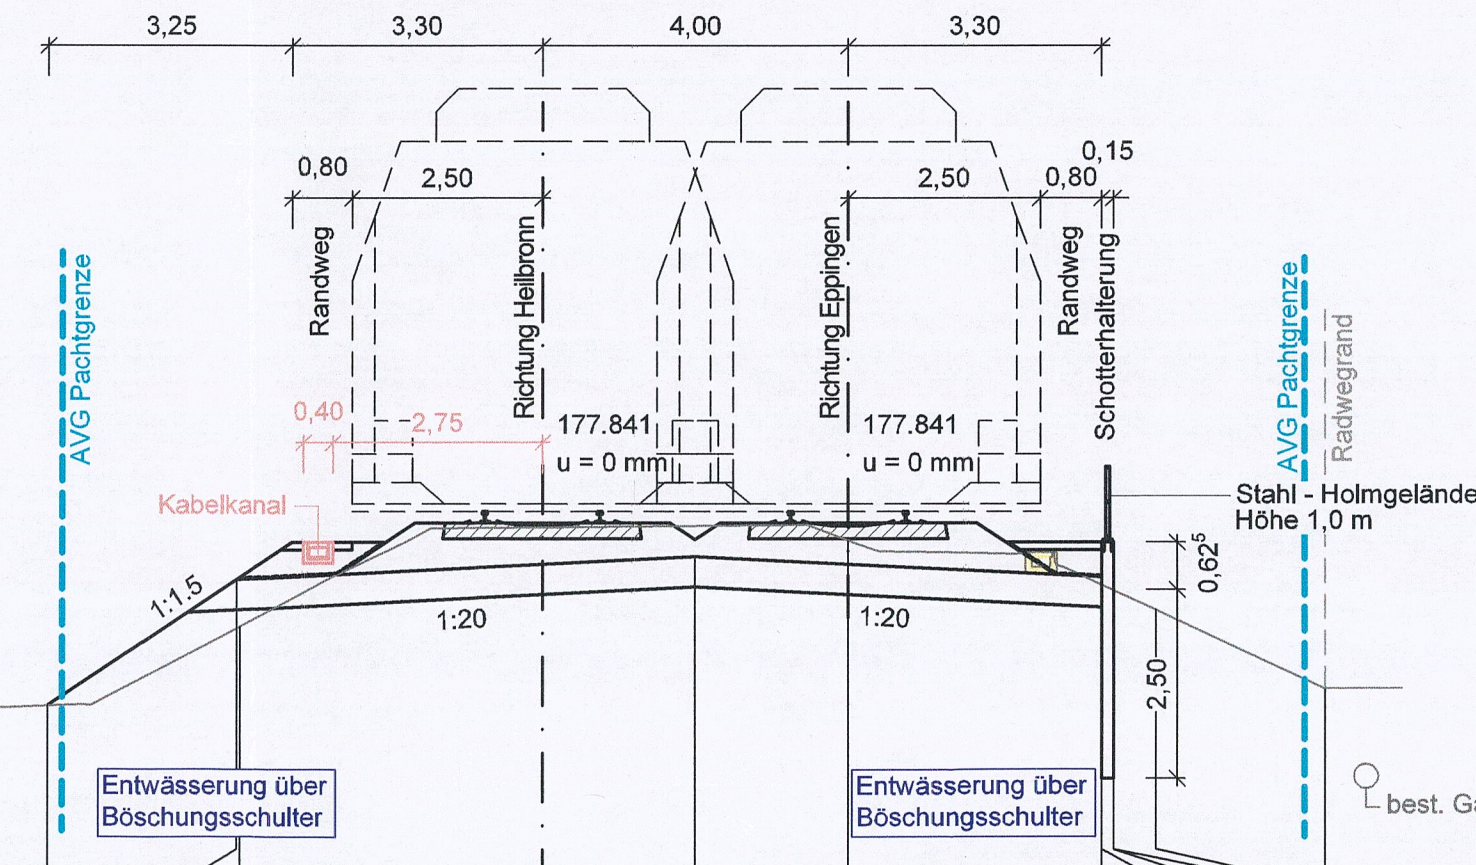 3,25
3,30
4,00
3,30
0,15
0,80
2,50
2,50
0,80
Randweg
Richtung Heilbronn
Richtung Eppingen
Randweg
Schotterhalterung
AVG Pachtgrenze
AVG Pachtgrenze
Radwegrand
0,40
2,75
177.841
u = 0 mm
177.841
u = 0 mm
Kabelkanal
Stahl - Holmgelände
Höhe 1,0 m
0,62⁵
1:1.5
1:20
1:20
2,50
Entwässerung über
Böschungsschulter
Entwässerung über
Böschungsschulter
best. Ga